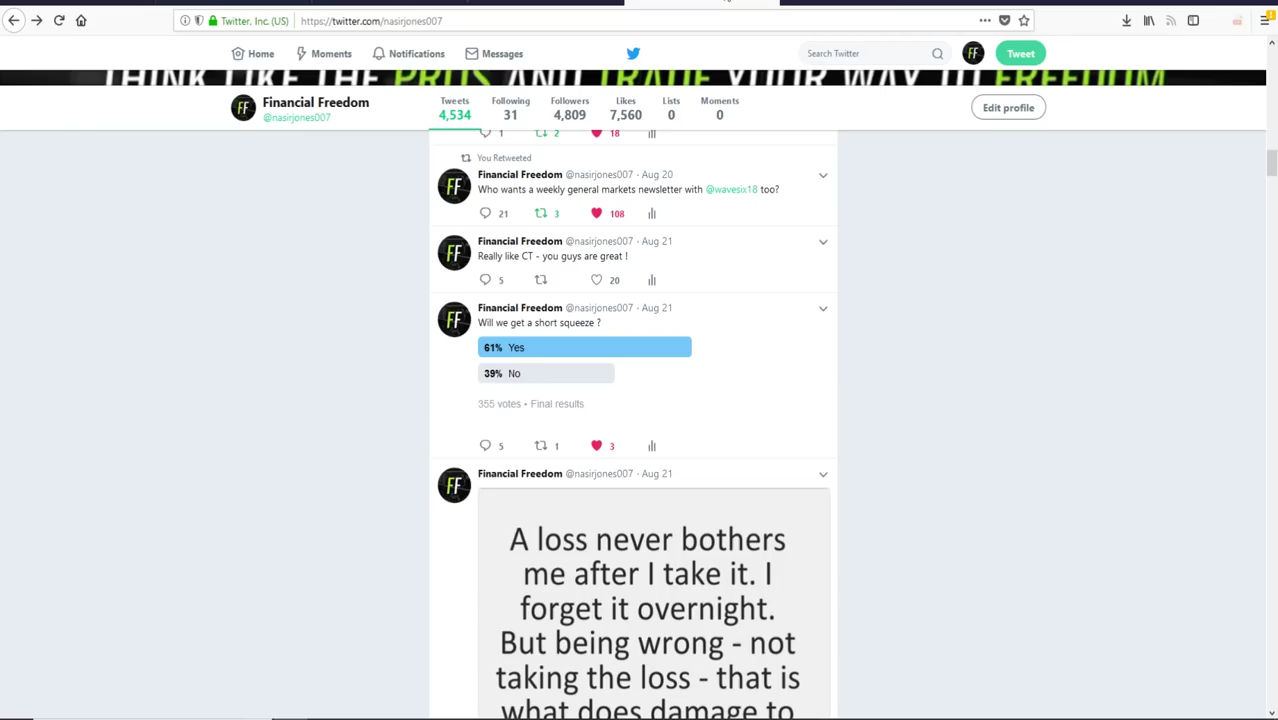 Twitter, Inc. (US)
https://twitter.com/nasirjones007
Home
Moments
Notifications
Messages
Search Twitter
FF
Tweet
THINK LIKE THE PROS AND TRADE YOUR WAY TO FREEDOM
FF
Financial Freedom
@nasirjones007
Tweets
4,534
Following
31
Followers
4,809
Likes
7,560
Lists
0
Moments
0
Edit profile
1
2
18
You Retweeted
FF
Financial Freedom @nasirjones007 · Aug 20
Who wants a weekly general markets newsletter with @wavesix18 too?
21
3
108
FF
Financial Freedom @nasirjones007 · Aug 21
Really like CT - you guys are great !
5
20
FF
Financial Freedom @nasirjones007 · Aug 21
Will we get a short squeeze ?
61% Yes
39% No
355 votes • Final results
5
1
3
FF
Financial Freedom @nasirjones007 · Aug 21
A loss never bothers
me after I take it. I
forget it overnight.
But being wrong - not
taking the loss - that is
what does damage to